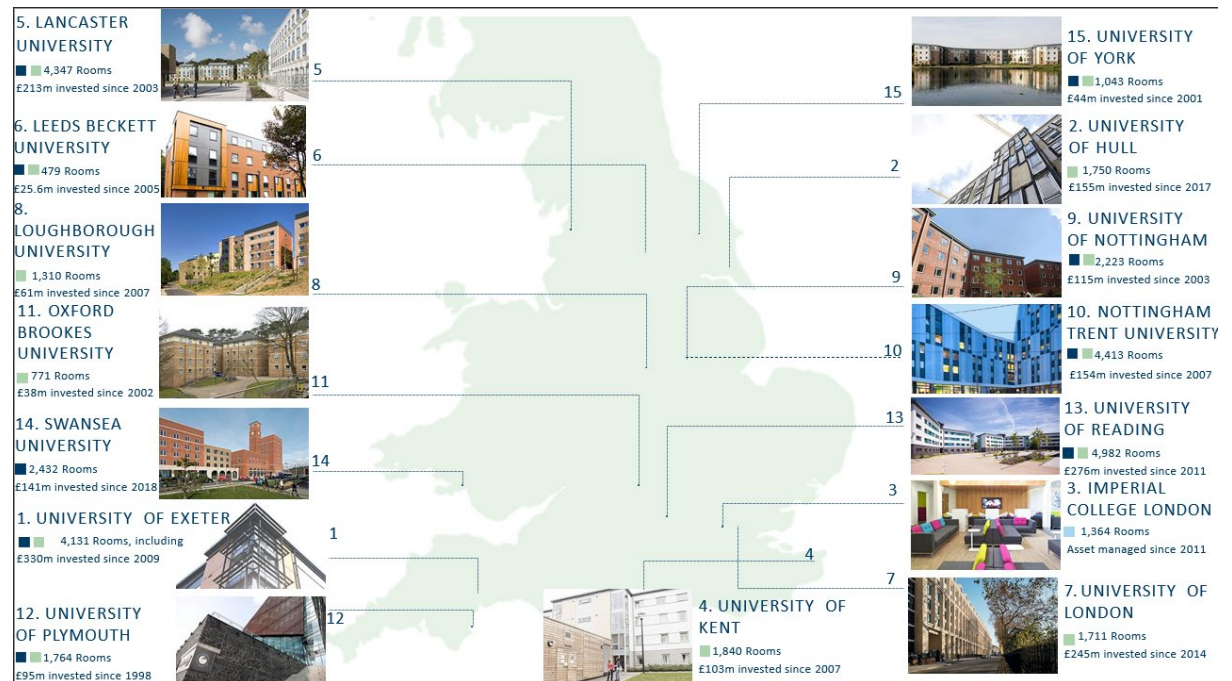 5. LANCASTER
UNIVERSITY
4,347 Rooms
£213m invested since 2003
5
6. LEEDS BECKETT
UNIVERSITY
479 Rooms
£25.6m invested since 2005
6
8.
LOUGHBOROUGH
UNIVERSITY
1,310 Rooms
£61m invested since 2007
8
11. OXFORD
BROOKES
UNIVERSITY
771 Rooms
£38m invested since 2002
11
14. SWANSEA
UNIVERSITY
2,432 Rooms
£141m invested since 2018
14
1. UNIVERSITY OF EXETER
4,131 Rooms, including
£330m invested since 2009
1
12. UNIVERSITY
OF PLYMOUTH
1,764 Rooms
£95m invested since 1998
12
15
15. UNIVERSITY
OF YORK
1,043 Rooms
£44m invested since 2001
2
2. UNIVERSITY
OF HULL
1,750 Rooms
£155m invested since 2017
9
9. UNIVERSITY
OF NOTTINGHAM
2,223 Rooms
£115m invested since 2003
10
10. NOTTINGHAM
TRENT UNIVERSITY
4,413 Rooms
£154m invested since 2007
13
13. UNIVERSITY
OF READING
4,982 Rooms
£276m invested since 2011
3
3. IMPERIAL
COLLEGE LONDON
1,364 Rooms
Asset managed since 2011
4
4. UNIVERSITY OF
KENT
1,840 Rooms
£103m invested since 2007
7
7. UNIVERSITY OF
LONDON
1,711 Rooms
£245m invested since 2014